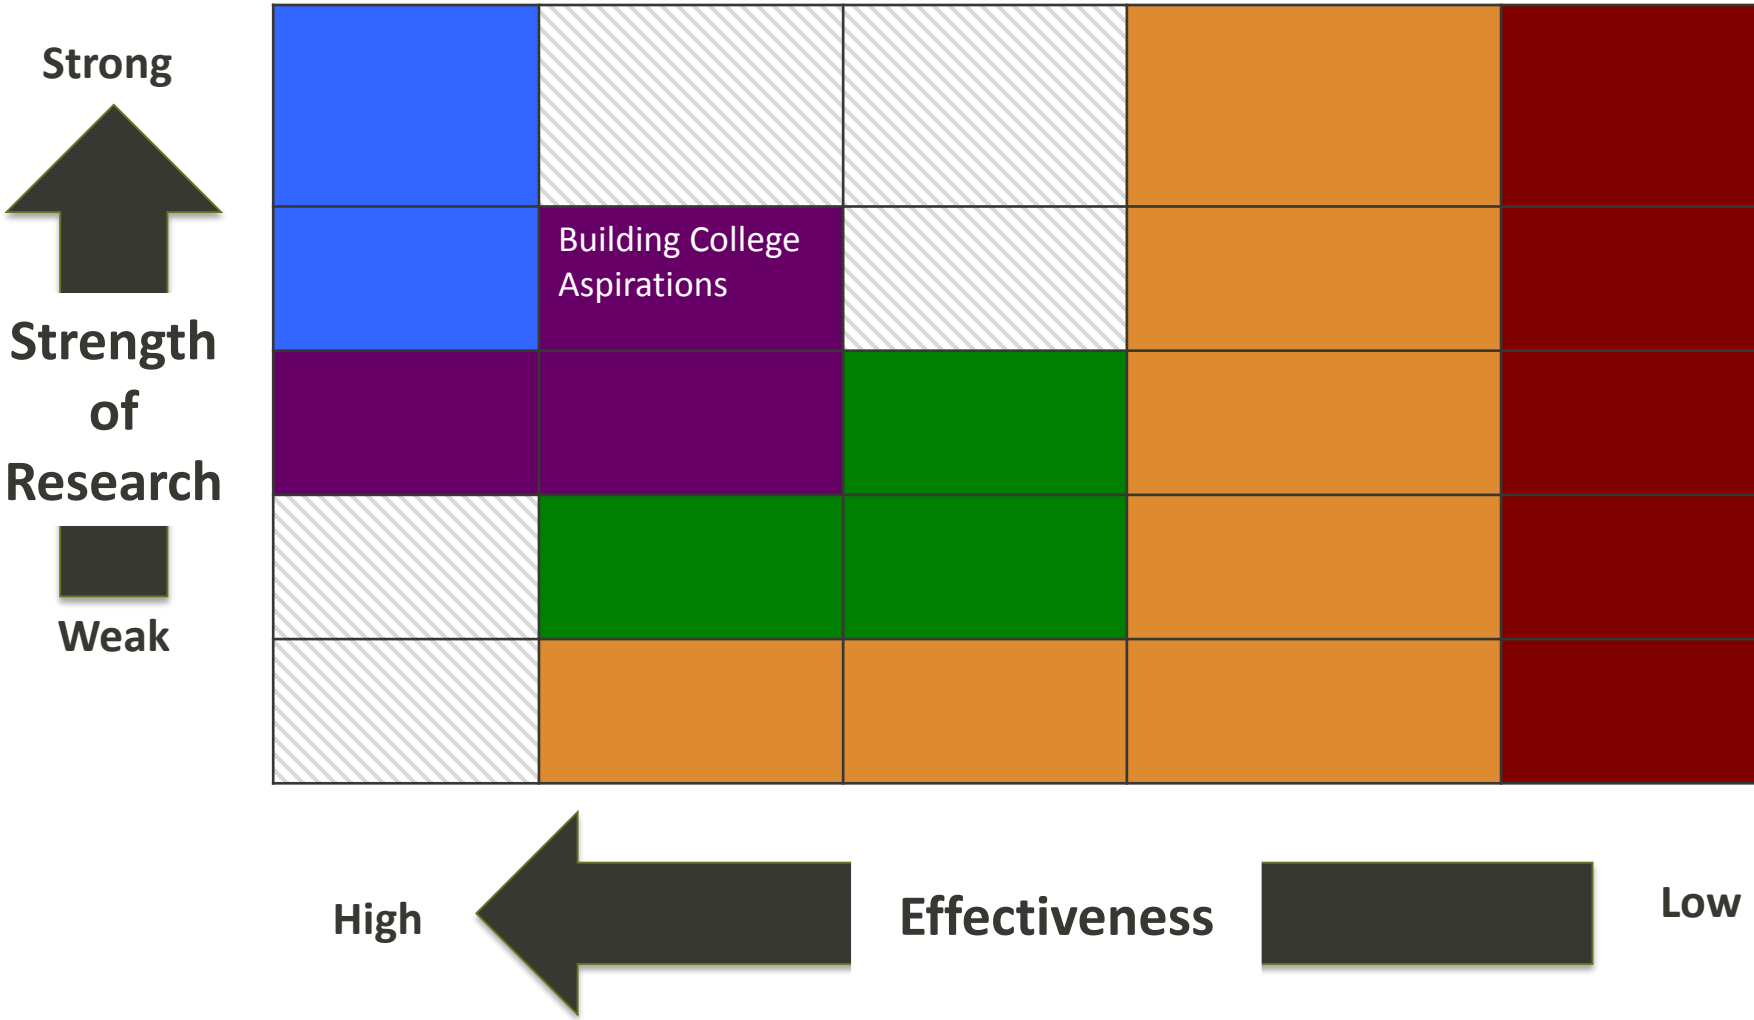 Strong
Building College
Aspirations
Strength
of
Research
Weak
High
Effectiveness
Low